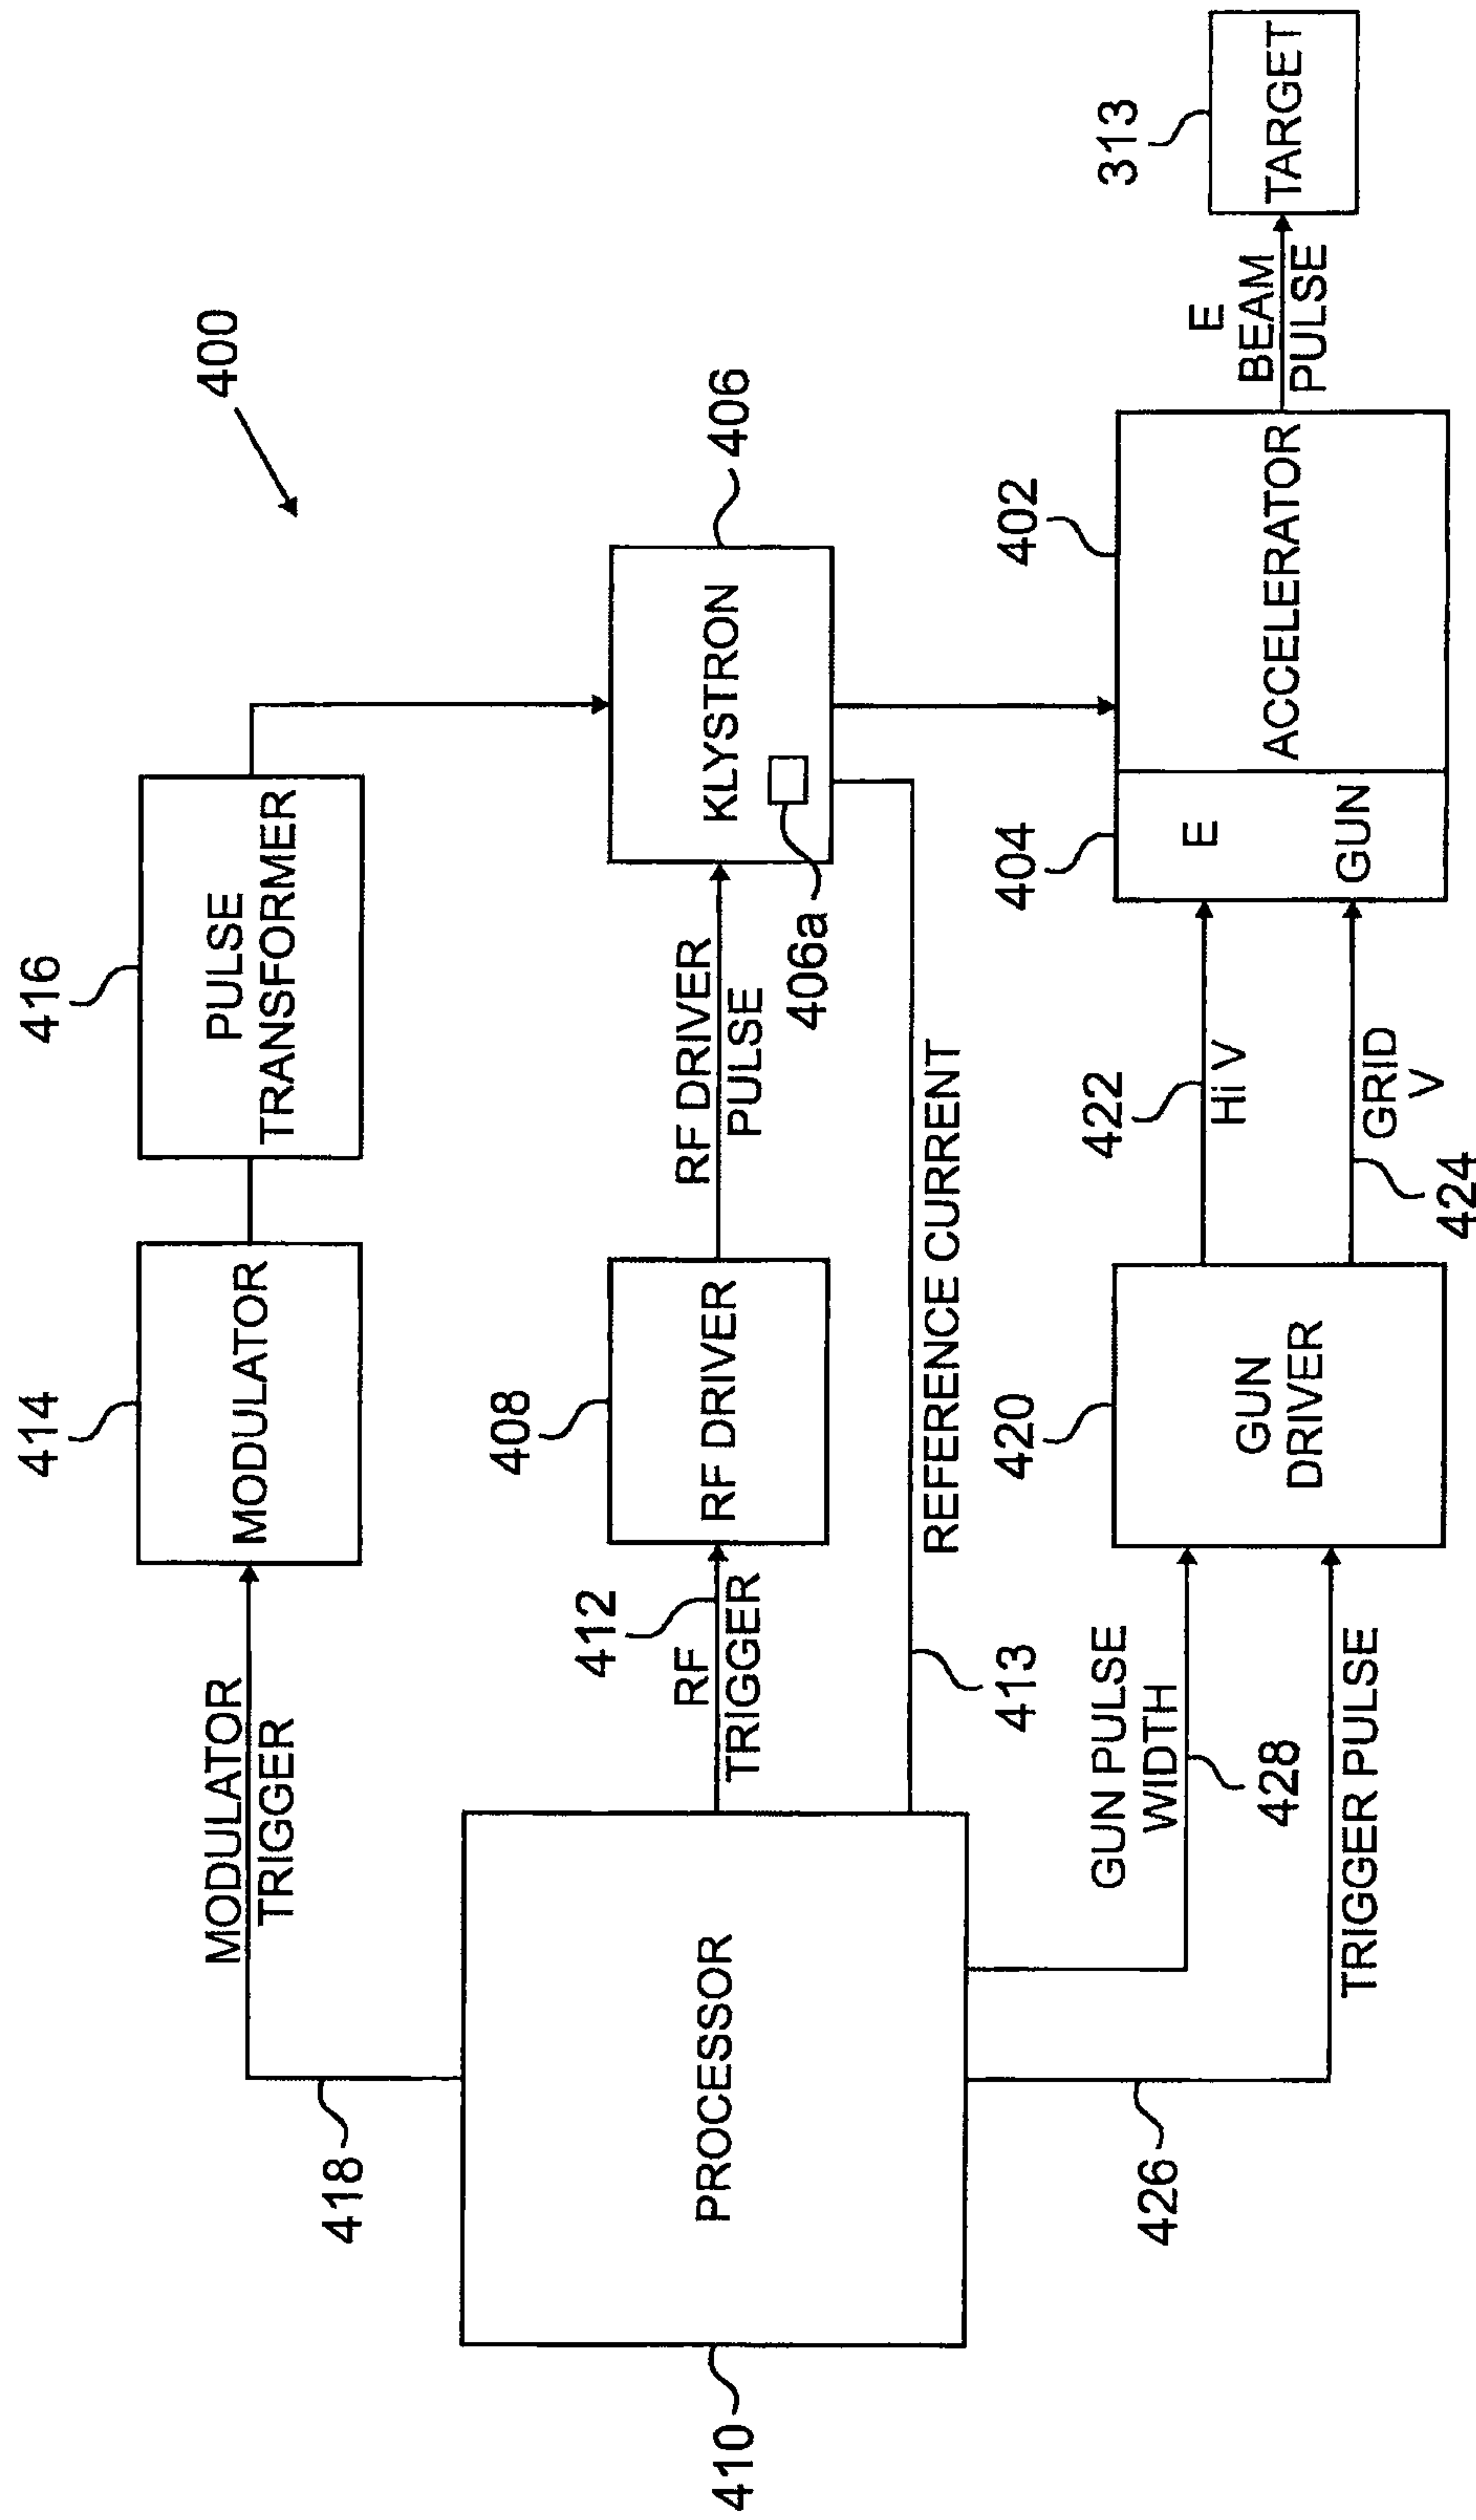 400
414
416
MODULATOR
TRIGGER
MODULATOR
PULSE
TRANSFORMER
418
408
406
412
RF
TRIGGER
RF DRIVER
RF DRIVER
PULSE
KLYSTRON
406a
410
PROCESSOR
REFERENCE CURRENT
413
420
404
402
313
GUN PULSE
WIDTH
428
GUN
DRIVER
422
Hi V
GRID
V
424
E
GUN
ACCELERATOR
E
BEAM
PULSE
TARGET
426
TRIGGER PULSE